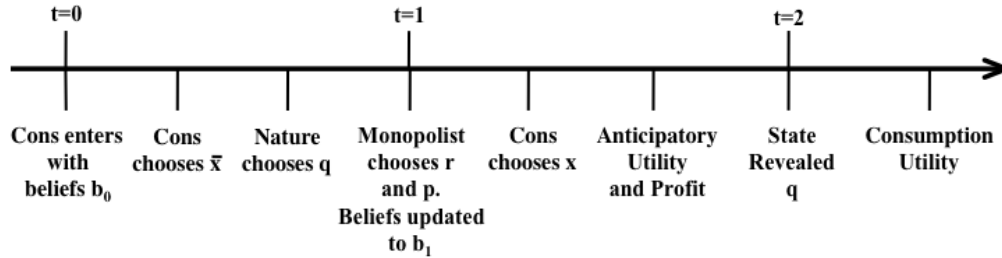 t=0
t=1
t=2
Cons enters
with
beliefs b₀
Cons
chooses x̅
Nature
chooses q
Monopolist
chooses r
and p.
Beliefs updated
to b₁
Cons
chooses x
Anticipatory
Utility
and Profit
State
Revealed
q
Consumption
Utility